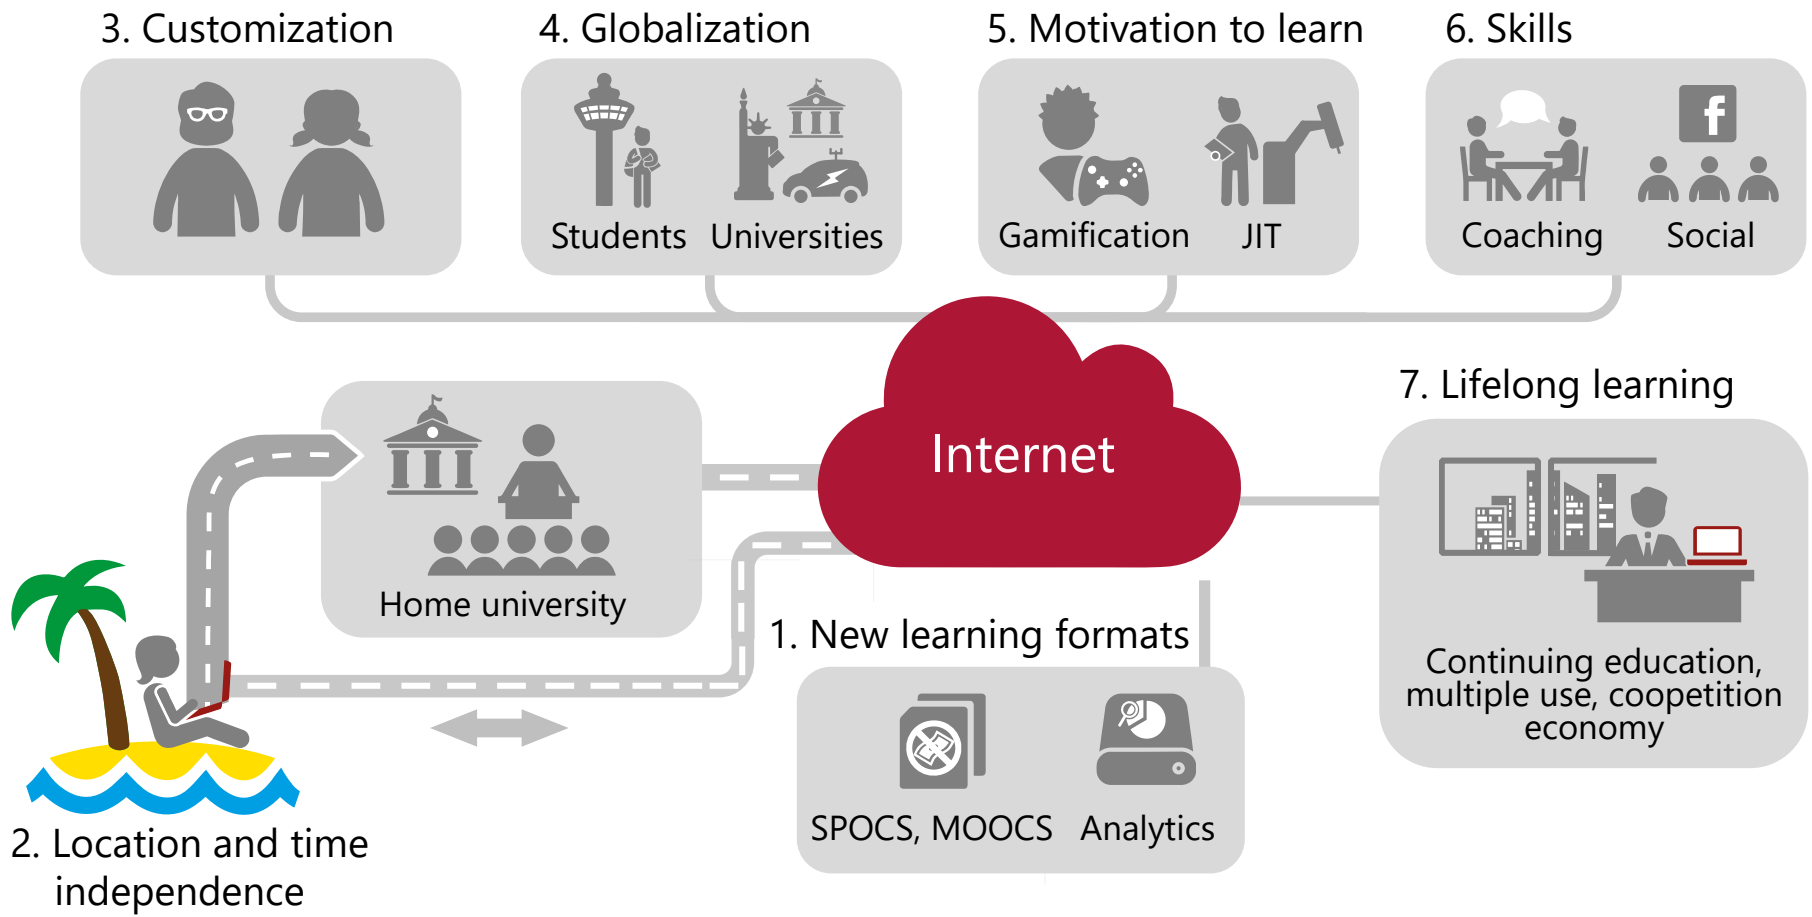 3. Customization
4. Globalization
5. Motivation to learn
6. Skills
f
Students
Universities
Gamification
JIT
Coaching
Social
Internet
7. Lifelong learning
Home university
1. New learning formats
Continuing education,
multiple use, coopetition
economy
SPOCS, MOOCS
Analytics
2. Location and time
independence